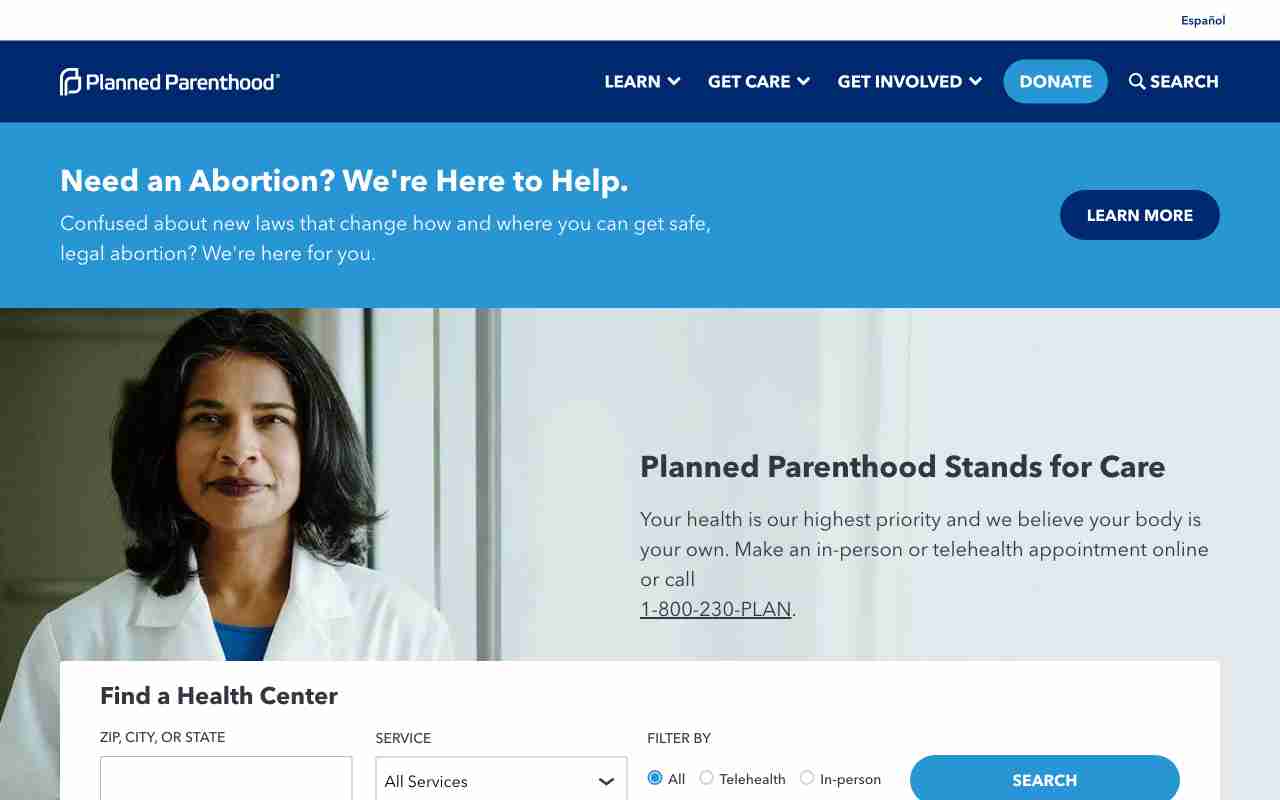 Español
Planned Parenthood®
LEARN
GET CARE
GET INVOLVED
DONATE
SEARCH
Need an Abortion? We're Here to Help.
Confused about new laws that change how and where you can get safe,
legal abortion? We're here for you.
LEARN MORE
Planned Parenthood Stands for Care
Your health is our highest priority and we believe your body is
your own. Make an in-person or telehealth appointment online
or call
1-800-230-PLAN.
Find a Health Center
ZIP, CITY, OR STATE
SERVICE
All Services
FILTER BY
All
Telehealth
In-person
SEARCH